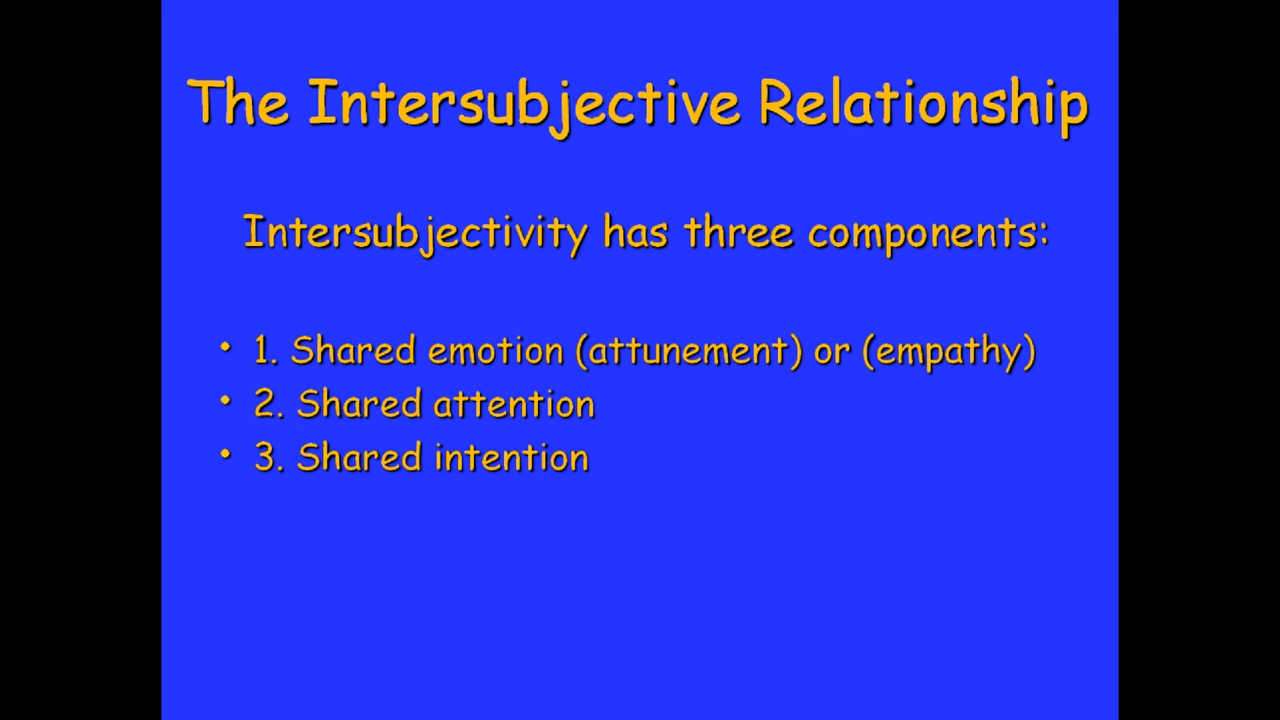 The Intersubjective Relationship
Intersubjectivity has three components:
• 1. Shared emotion (attunement) or (empathy)
• 2. Shared attention
• 3. Shared intention